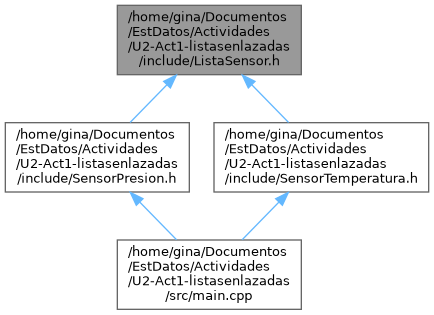 /home/gina/Documentos
/EstDatos/Actividades
/U2-Act1-listasenlazadas
/include/ListaSensor.h
/home/gina/Documentos
/EstDatos/Actividades
/U2-Act1-listasenlazadas
/include/SensorPresion.h
/home/gina/Documentos
/EstDatos/Actividades
/U2-Act1-listasenlazadas
/include/SensorTemperatura.h
/home/gina/Documentos
/EstDatos/Actividades
/U2-Act1-listasenlazadas
/src/main.cpp